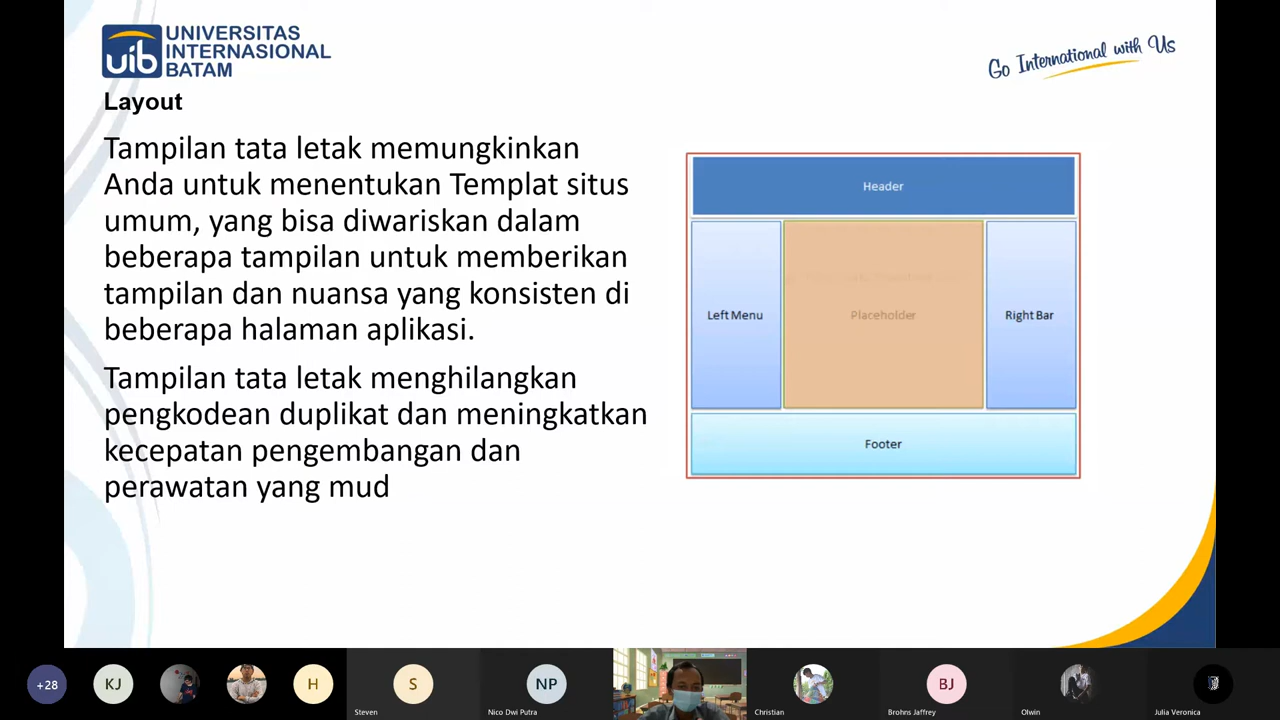 uib
UNIVERSITAS
INTERNASIONAL
BATAM
Go International with Us
Layout
Tampilan tata letak memungkinkan
Anda untuk menentukan Templat situs
umum, yang bisa diwariskan dalam
beberapa tampilan untuk memberikan
tampilan dan nuansa yang konsisten di
beberapa halaman aplikasi.
Tampilan tata letak menghilangkan
pengkodean duplikat dan meningkatkan
kecepatan pengembangan dan
perawatan yang mud
Header
Left Menu
Placeholder
Right Bar
Footer
+28
KJ
H
S
NP
BJ
Steven
Nico Dwi Putra
Christian
Brohns Jaffrey
Olwin
Julia Veronica